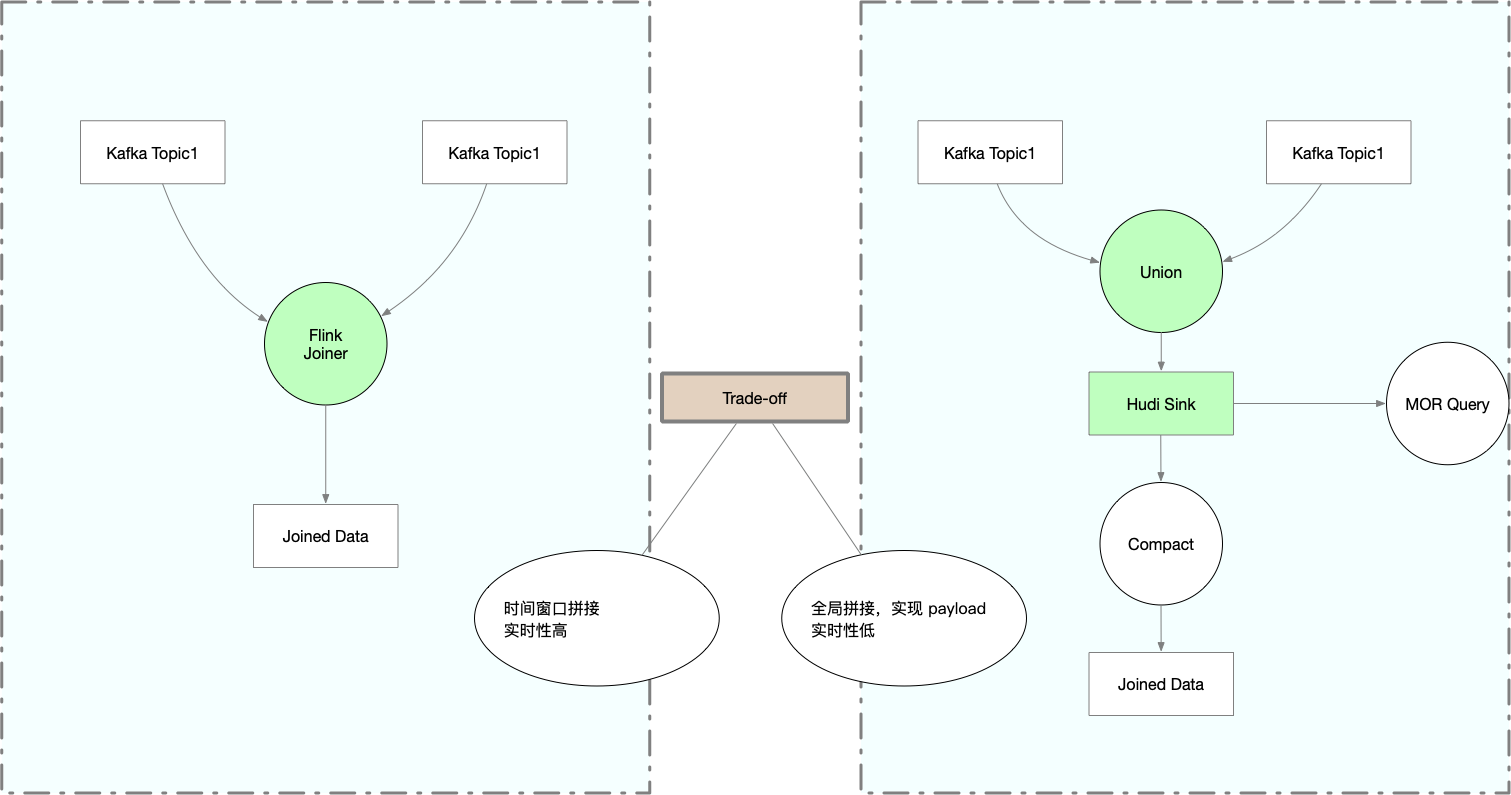 Kafka Topic1
Kafka Topic1
Flink
Joiner
Joined Data
Trade-off
时间窗口拼接
实时性高
全局拼接，实现 payload
实时性低
Kafka Topic1
Kafka Topic1
Union
Hudi Sink
MOR Query
Compact
Joined Data